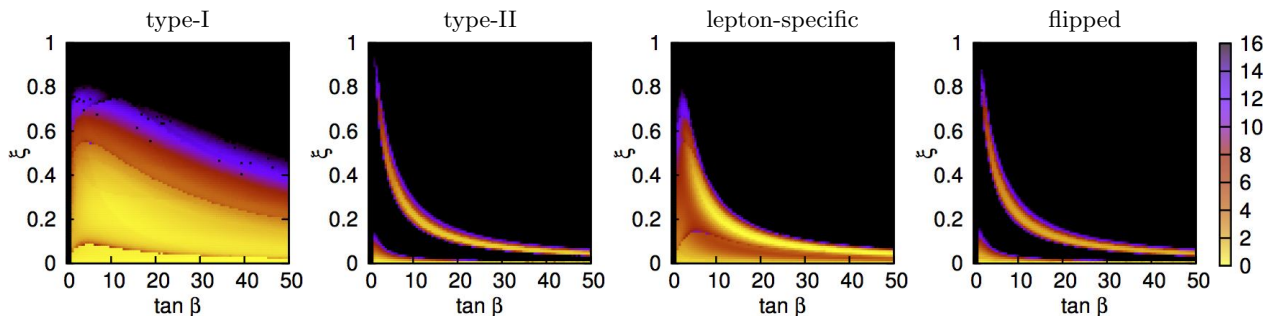 type-I type-II lepton-specific flipped
1 1 1 1 16
0.8 0.8 0.8 0.8 14
12
0.6 0.6 0.6 0.6 10
ξ ξ ξ ξ 8
0.4 0.4 0.4 0.4 6
0.2 0.2 0.2 0.2 4
2
0 0 0 0 0
0 10 20 30 40 50 0 10 20 30 40 50 0 10 20 30 40 50 0 10 20 30 40 50
tan β tan β tan β tan β